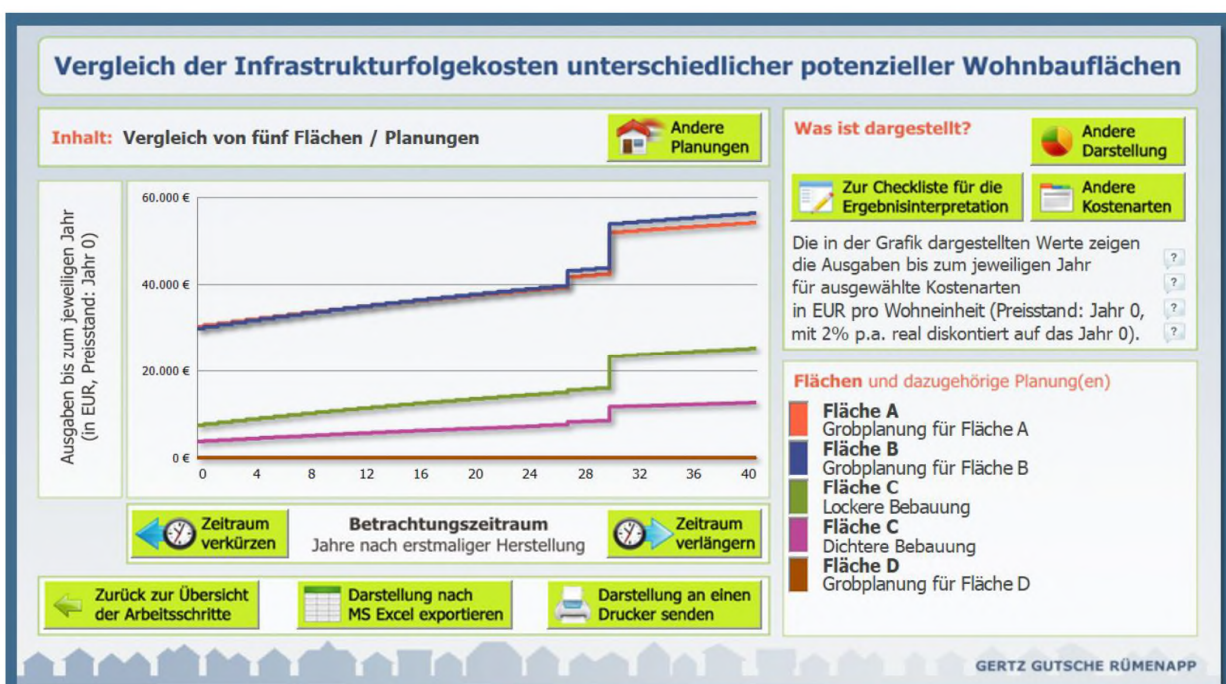 Vergleich der Infrastrukturfolgekosten unterschiedlicher potenzieller Wohnbauflächen
Inhalt: Vergleich von fünf Flächen / Planungen
Andere
Planungen
Ausgaben bis zum jeweiligen Jahr
(in EUR, Preisstand: Jahr 0)
60.000 €
40.000 €
20.000 €
0 €
0 4 8 12 16 20 24 28 32 36 40
Zeitraum
verkürzen
Betrachtungszeitraum
Jahre nach erstmaliger Herstellung
Zeitraum
verlängern
Zurück zur Übersicht
der Arbeitsschritte
Darstellung nach
MS Excel exportieren
Darstellung an einen
Drucker senden
Was ist dargestellt?
Andere
Darstellung
Zur Checkliste für die
Ergebnisinterpretation
Andere
Kostenarten
Die in der Grafik dargestellten Werte zeigen
?
die Ausgaben bis zum jeweiligen Jahr
für ausgewählte Kostenarten
?
in EUR pro Wohneinheit (Preisstand: Jahr 0,
?
mit 2% p.a. real diskontiert auf das Jahr 0).
?
Flächen und dazugehörige Planung(en)
Fläche A
Grobplanung für Fläche A
Fläche B
Grobplanung für Fläche B
Fläche C
Lockere Bebauung
Fläche C
Dichtere Bebauung
Fläche D
Grobplanung für Fläche D
GERTZ GUTSCHE RÜMENAPP